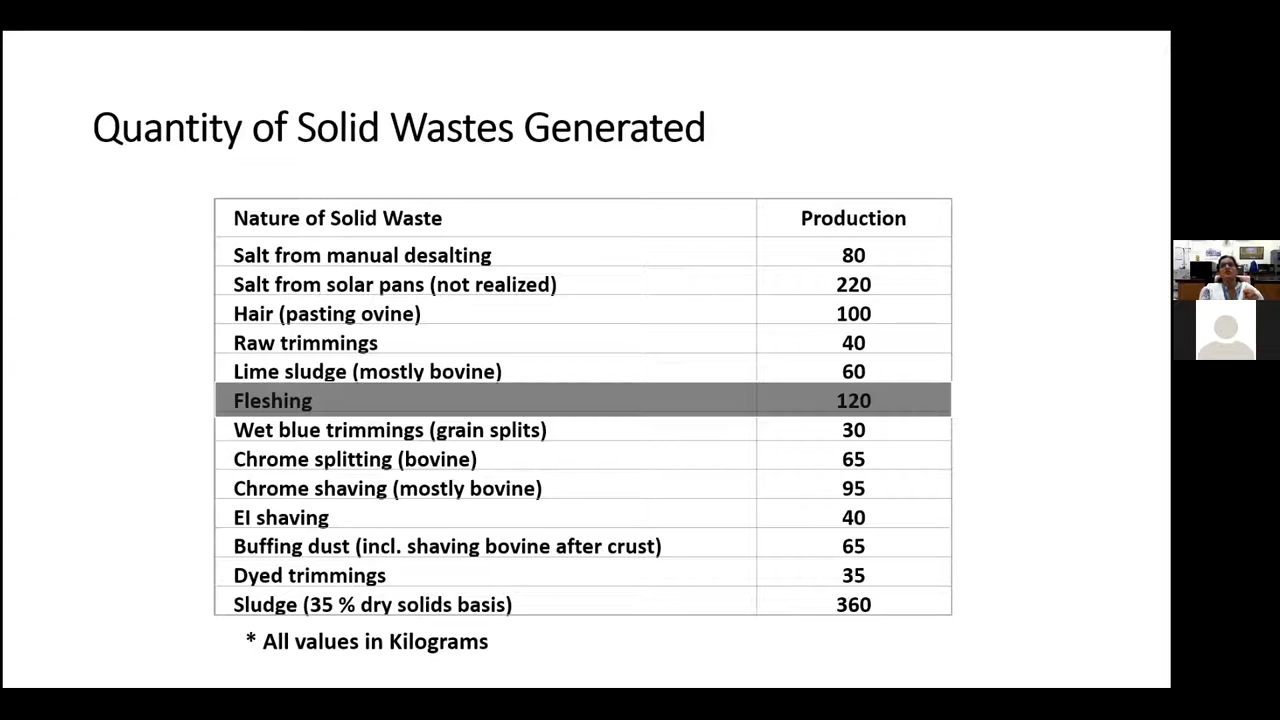 Quantity of Solid Wastes Generated
Nature of Solid Waste Production
Salt from manual desalting 80
Salt from solar pans (not realized) 220
Hair (pasting ovine) 100
Raw trimmings 40
Lime sludge (mostly bovine) 60
Fleshing 120
Wet blue trimmings (grain splits) 30
Chrome splitting (bovine) 65
Chrome shaving (mostly bovine) 95
EI shaving 40
Buffing dust (incl. shaving bovine after crust) 65
Dyed trimmings 35
Sludge (35 % dry solids basis) 360
* All values in Kilograms